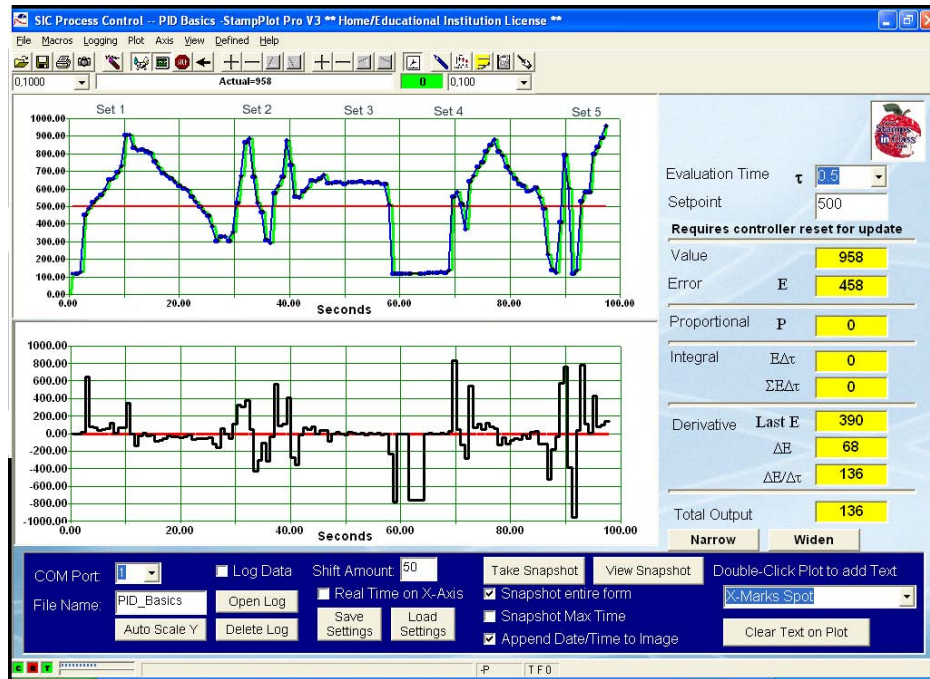 SIC Process Control -- PID Basics -StampPlot Pro V3 ** Home/Educational Institution License **
File Macros Logging Plot Axis View Defined Help
0,1000 Actual=958 0 0,100
Set 1 Set 2 Set 3 Set 4 Set 5
1000.00
900.00
800.00
700.00
600.00
500.00
400.00
300.00
200.00
100.00
0.00
0.00 20.00 40.00 60.00 80.00 100.00
Seconds
1000.00
800.00
600.00
400.00
200.00
0.00
-200.00
-400.00
-600.00
-800.00
-1000.00
0.00 20.00 40.00 60.00 80.00 100.00
Seconds
Stamps
in Class
Evaluation Time τ 0.5
Setpoint 500
Requires controller reset for update
Value 958
Error E 458
Proportional P 0
Integral EΔτ 0
ΣEΔτ 0
Derivative Last E 390
ΔE 68
ΔE/Δτ 136
Total Output 136
Narrow Widen
COM Port: 1 Log Data Shift Amount: 50 Take Snapshot View Snapshot Double-Click Plot to add Text
File Name: PID_Basics Open Log Real Time on X-Axis Snapshot entire form X-Marks Spot
Auto Scale Y Delete Log Save Settings Load Settings Snapshot Max Time
Append Date/Time to Image Clear Text on Plot
C R T -P T F 0